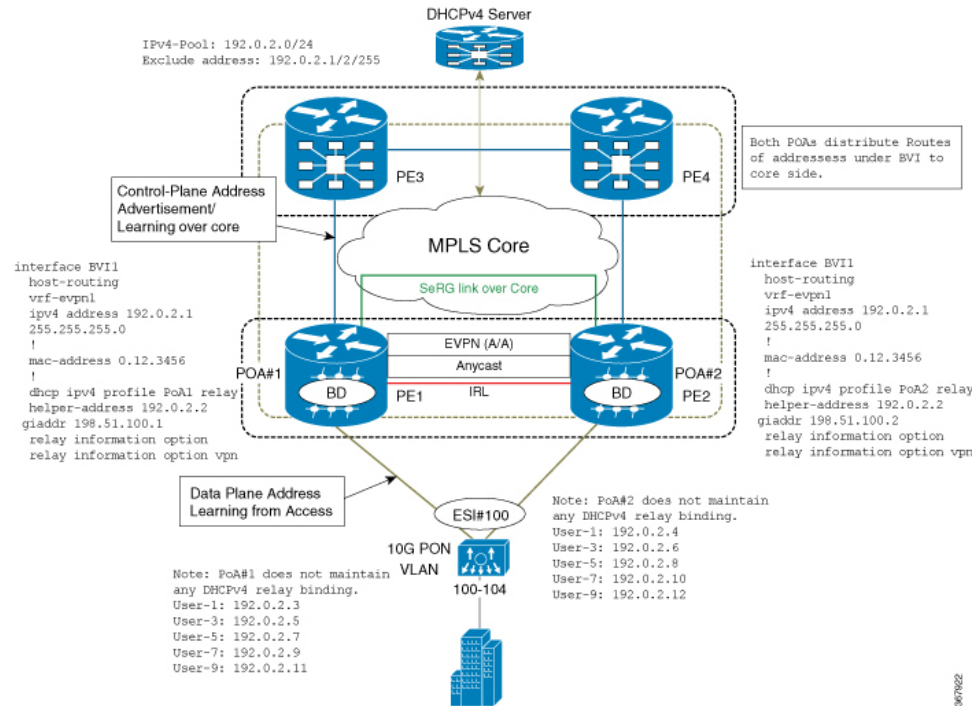 DHCPv4 Server
IPv4-Pool: 192.0.2.0/24
Exclude address: 192.0.2.1/2/255
PE3
PE4
Both POAs distribute Routes
of addressess under BVI to
core side.
Control-Plane Address
Advertisement/
Learning over core
MPLS Core
SeRG link over Core
interface BVI1
host-routing
vrf-evpn1
ipv4 address 192.0.2.1
255.255.255.0
!
mac-address 0.12.3456
!
dhcp ipv4 profile PoA1 relay
helper-address 192.0.2.2
giaddr 198.51.100.1
relay information option
relay information option vpn
interface BVI1
host-routing
vrf-evpn1
ipv4 address 192.0.2.1
255.255.255.0
!
mac-address 0.12.3456
!
dhcp ipv4 profile PoA2 relay
helper-address 192.0.2.2
giaddr 198.51.100.2
relay information option
relay information option vpn
POA#1
BD
PE1
EVPN (A/A)
Anycast
IRL
POA#2
BD
PE2
Data Plane Address
Learning from Access
ESI#100
10G PON
VLAN
100-104
Note: PoA#2 does not maintain
any DHCPv4 relay binding.
User-1: 192.0.2.4
User-3: 192.0.2.6
User-5: 192.0.2.8
User-7: 192.0.2.10
User-9: 192.0.2.12
Note: PoA#1 does not maintain
any DHCPv4 relay binding.
User-1: 192.0.2.3
User-3: 192.0.2.5
User-5: 192.0.2.7
User-7: 192.0.2.9
User-9: 192.0.2.11
367922